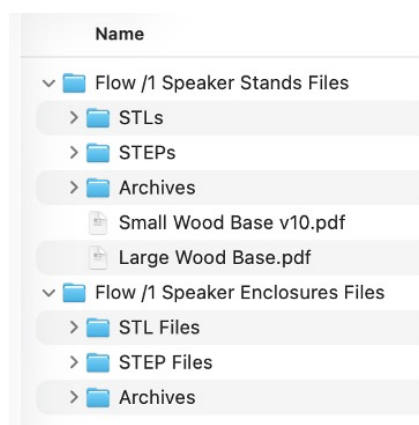 Name
Flow /1 Speaker Stands Files
STLs
STEPs
Archives
Small Wood Base v10.pdf
Large Wood Base.pdf
Flow /1 Speaker Enclosures Files
STL Files
STEP Files
Archives